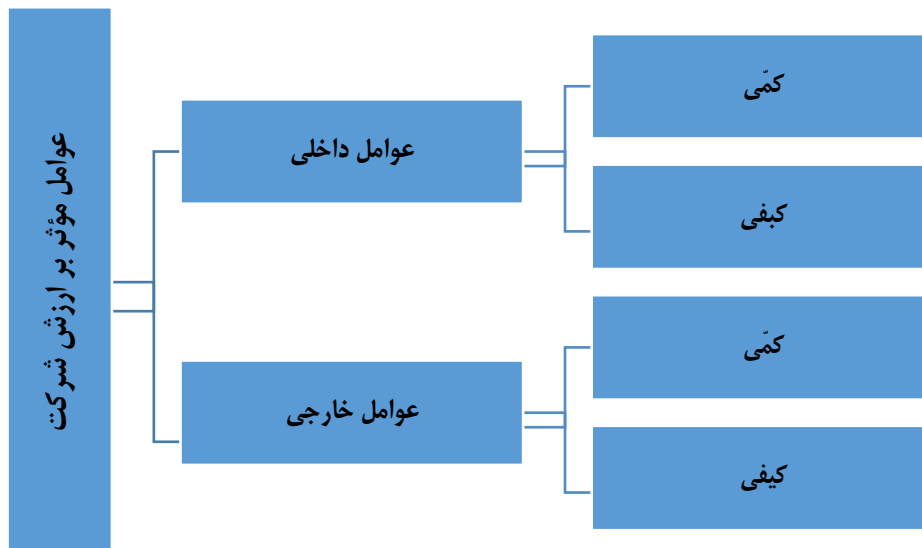 عوامل مؤثر بر ارزش شرکت
عوامل داخلی
کمّی
کبفی
عوامل خارجی
کمّی
کیفی